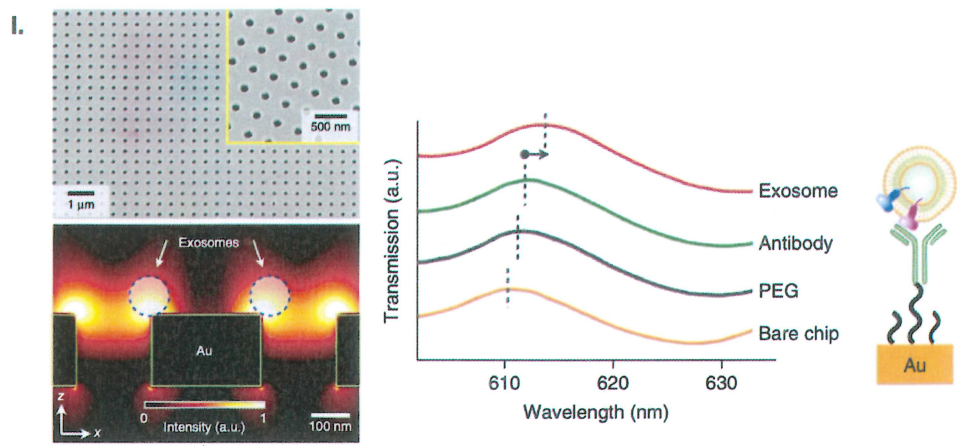 I.
500 nm
1 µm
Exosomes
Au
z
x
0
1
Intensity (a.u.)
100 nm
Transmission (a.u.)
Exosome
Antibody
PEG
Bare chip
610
620
630
Wavelength (nm)
Au